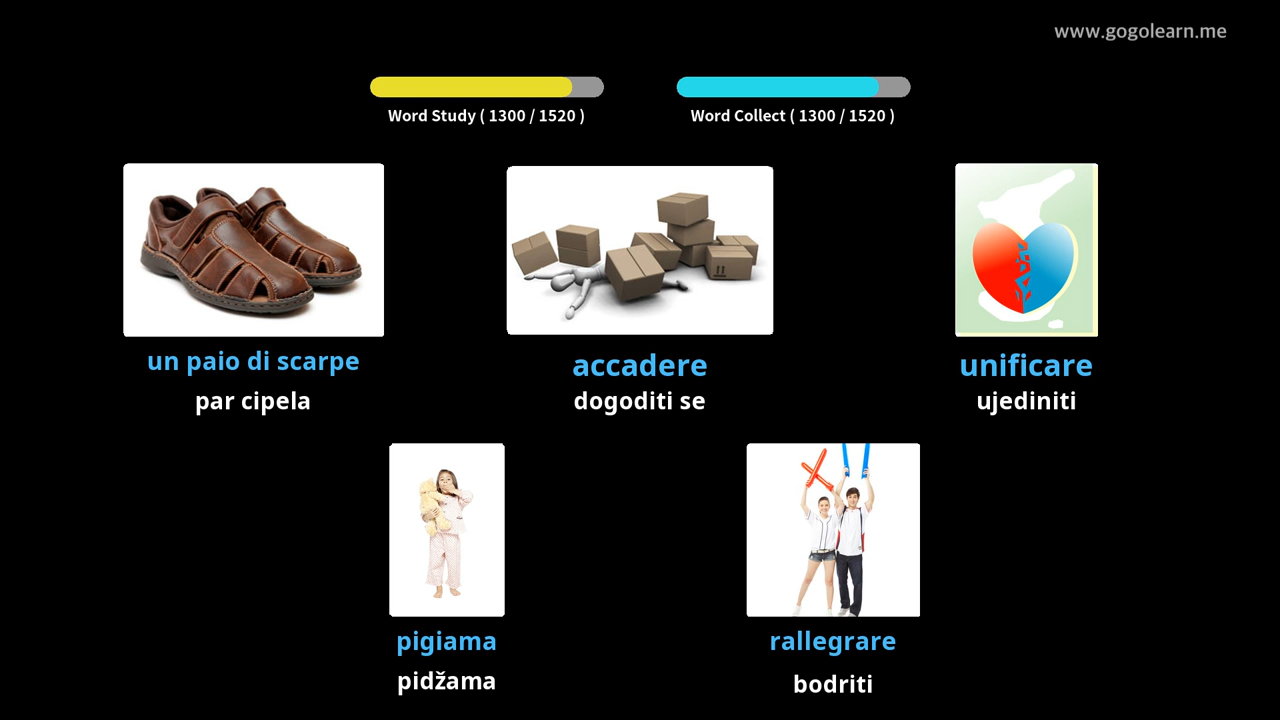 www.gogolearn.me
Word Study ( 1300 / 1520 )
Word Collect ( 1300 / 1520 )
un paio di scarpe
par cipela
accadere
dogoditi se
unificare
ujediniti
pigiama
pidžama
rallegrare
bodriti